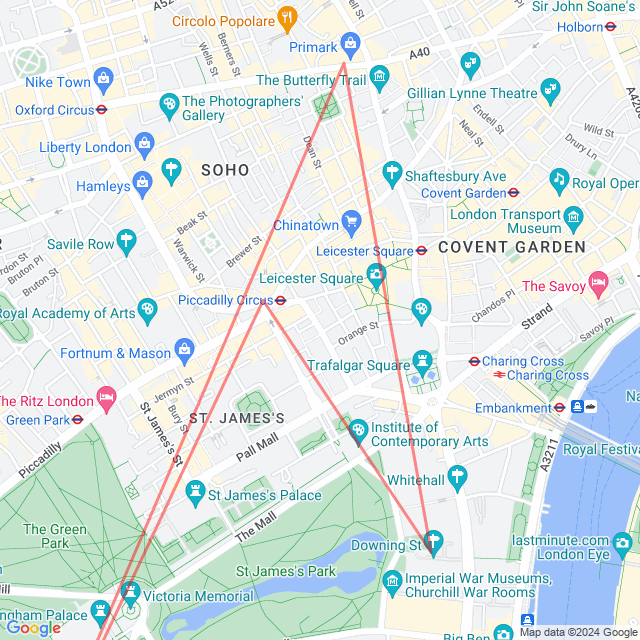 Sir John Soane's
A52
Circolo Popolare
Holborn
Wells St
Berners St
Primark
A40
Nike Town
The Butterfly Trail
Gillian Lynne Theatre
A4200
Oxford Circus
The Photographers'
Gallery
Endell St
Neal St
Wild St
Drury Ln
Liberty London
Dean St
SOHO
Shaftesbury Ave
Hamleys
Covent Garden
Royal Oper
Beak St
Chinatown
London Transport
Museum
Savile Row
Warwick St
Brewer St
Leicester Square
COVENT GARDEN
R
Bruton Pl
Bruton St
Leicester Square
The Savoy
Piccadilly Circus
Chandos Pl
Strand
Royal Academy of Arts
Orange St
Savoy Pl
Fortnum & Mason
Trafalgar Square
Charing Cross
Charing Cross
Jermyn St
The Ritz London
Green Park
Bury St
St James's St
ST. JAMES'S
Embankment
Institute of
Contemporary Arts
Piccadilly
Pall Mall
A3211
Royal Festiva
Whitehall
St James's Palace
The Green
Park
The Mall
Downing St
lastminute.com
London Eye
St James's Park
Imperial War Museums,
Churchill War Rooms
Victoria Memorial
ngham Palace
Big Ben
Google
Map data ©2024 Google